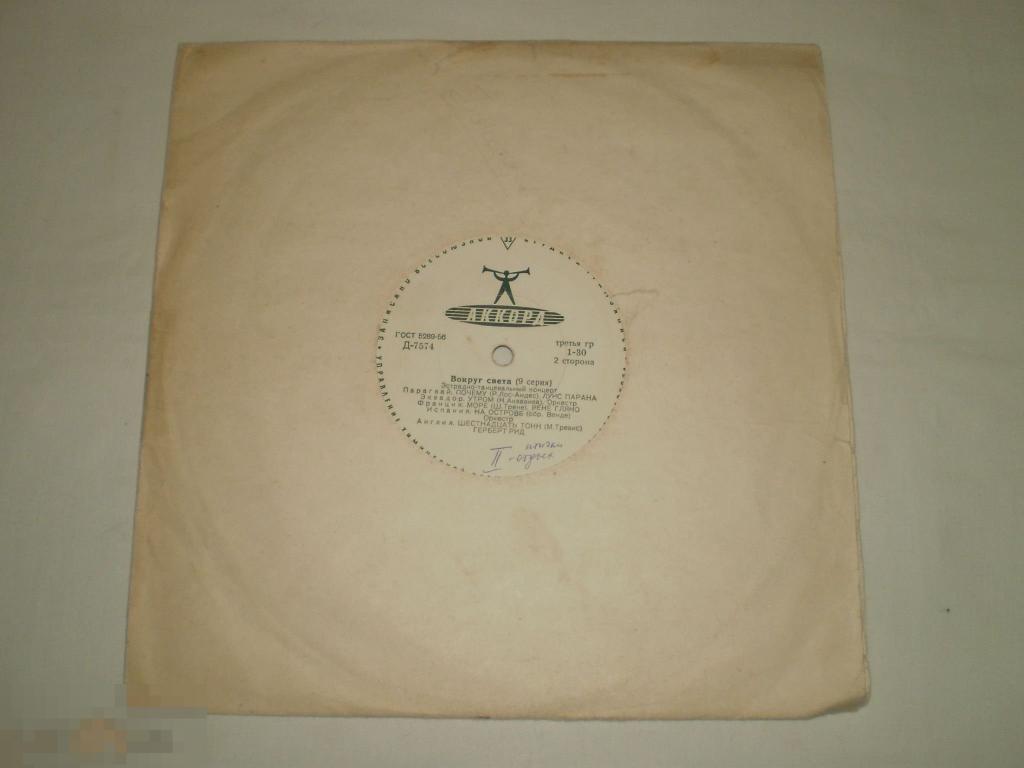 33
АККОРД
ГОСТ 5289-56
Д-7574
третья гр
1-30
2 сторона
Вокруг света (9 серия)
Эстрадно-танцевальный концерт
Парагвай. ПОЧЕМУ (Р. Лос-Андес), ЛУИС ПАРАНА
Эквадор. УТРОМ Оркестр
Франция. МОРЕ (Ш. Трене), РЕНЕ ГЛЯНО
Испания. НА ОСТРОВЕ (обр. Венде)
Оркестр
Англия. ШЕСТНАДЦАТЬ ТОНН (М. Тревис)
ГЕРБЕРТ РИД
II